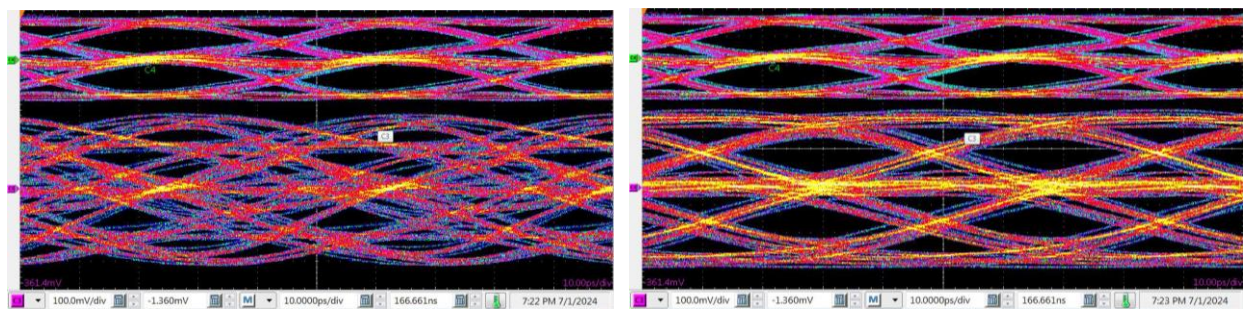 C4
C3
-361.4mV
10.00ps/div
C3
100.0mV/div
-1.360mV
M
10.0000ps/div
166.661ns
7:22 PM 7/1/2024
C4
C3
-361.4mV
10.00ps/div
C3
100.0mV/div
-1.360mV
M
10.0000ps/div
166.661ns
7:23 PM 7/1/2024